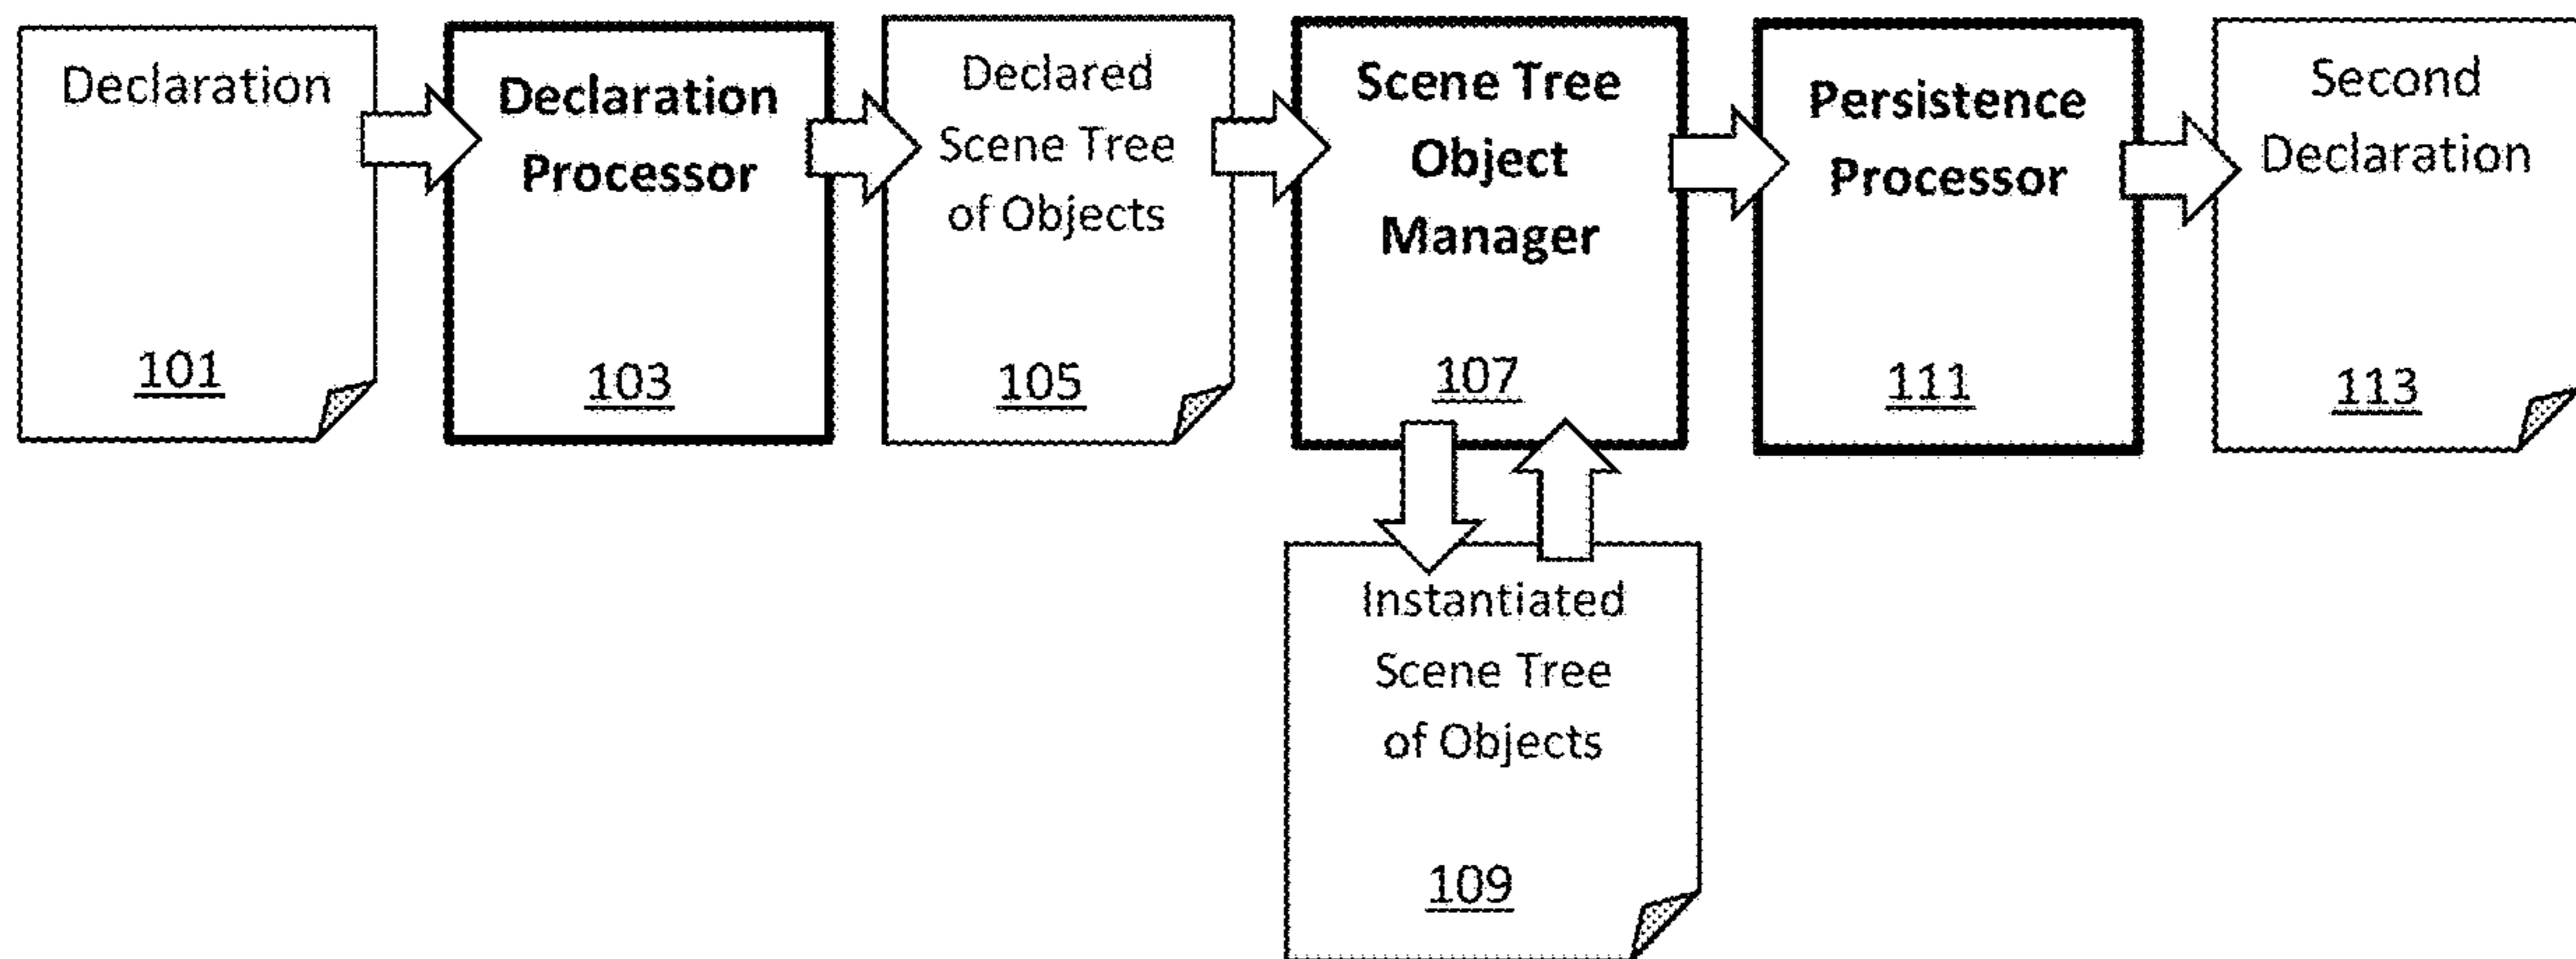 Declaration
101
Declaration
Processor
103
Declared
Scene Tree
of Objects
105
Scene Tree
Object
Manager
107
Persistence
Processor
111
Second
Declaration
113
Instantiated
Scene Tree
of Objects
109